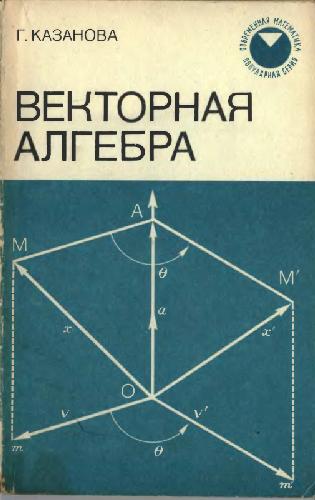 Г. КАЗАНОВА
СОВРЕМЕННАЯ МАТЕМАТИКА
ПОПУЛЯРНАЯ СЕРИЯ
ВЕКТОРНАЯ
АЛГЕБРА
A
M
θ
M′
a
x
x′
O
v
v′
m
θ
m′